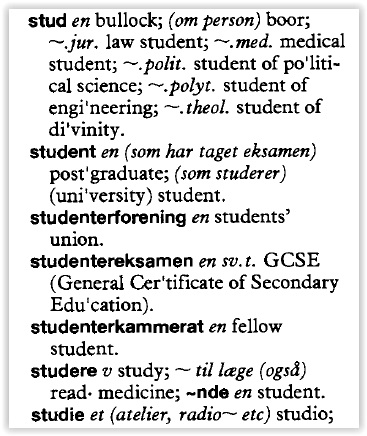 stud en bullock; (om person) boor;
~.jur. law student; ~.med. medical
student; ~.polit. student of po'liti-
cal science; ~.polyt. student of
engi'neering; ~.theol. student of
di'vinity.
student en (som har taget eksamen)
post'graduate; (som studerer)
(uni'versity) student.
studenterforening en students'
union.
studentereksamen en sv.t. GCSE
(General Cer'tificate of Secondary
Edu'cation).
studenterkammerat en fellow
student.
studere v study; ~ til læge (også)
read· medicine; ~nde en student.
studie et (atelier, radio~ etc) studio;